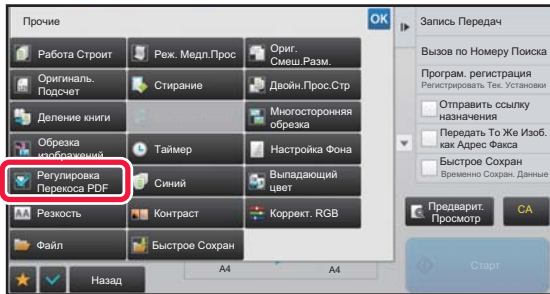 Прочие
OK
Работа Строит
Реж. Медл.Прос
Ориг.
Смеш.Разм.
Оригиналь.
Подсчет
Стирание
Двойн.Прос.Стр
Деление книги
Многосторонняя
обрезка
Обрезка
изображений
Таймер
Настройка Фона
Регулировка
Перекоса PDF
Синий
Выпадающий
цвет
AA Резкость
Контраст
Коррект. RGB
Файл
Быстрое Сохран
Назад
A4
A4
Запись Передач
Вызов по Номеру Поиска
Програм. регистрация
Регистрировать Тек. Установки
Отправить ссылку
назначения
Передать То Же Изоб.
как Адрес Факса
Быстрое Сохран
Временно Сохран. Данные
Предварит.
Просмотр
CA
Старт